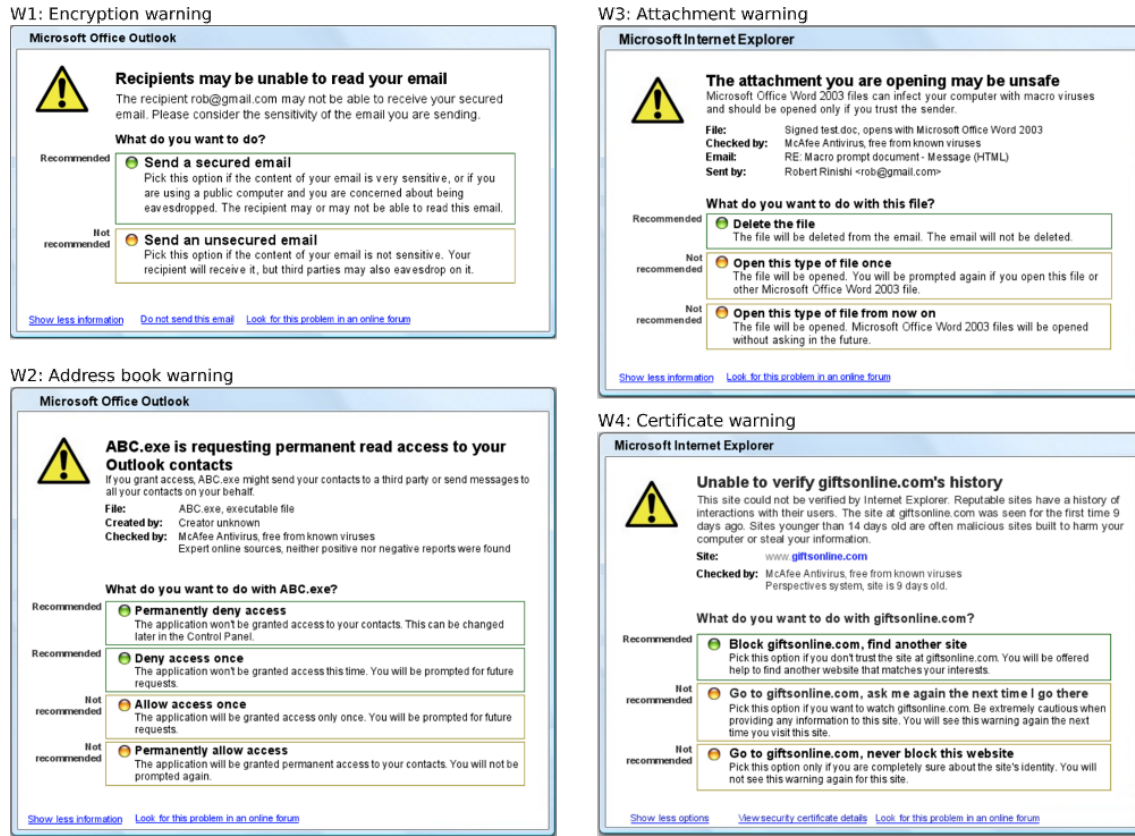 W1: Encryption warning
Microsoft Office Outlook
Recipients may be unable to read your email
The recipient rob@gmail.com may not be able to receive your secured
email. Please consider the sensitivity of the email you are sending.
What do you want to do?
Recommended
Send a secured email
Pick this option if the content of your email is very sensitive, or if you
are using a public computer and you are concerned about being
eavesdropped. The recipient may or may not be able to read this email.
Not
recommended
Send an unsecured email
Pick this option if the content of your email is not sensitive. Your
recipient will receive it, but third parties may also eavesdrop on it.
Show less information Do not send this email Look for this problem in an online forum
W2: Address book warning
Microsoft Office Outlook
ABC.exe is requesting permanent read access to your
Outlook contacts
If you grant access, ABC.exe might send your contacts to a third party or send messages to
all your contacts on your behalf.
File: ABC.exe, executable file
Created by: Creator unknown
Checked by: McAfee Antivirus, free from known viruses
Expert online sources, neither positive nor negative reports were found
What do you want to do with ABC.exe?
Recommended
Permanently deny access
The application won't be granted access to your contacts. This can be changed
later in the Control Panel.
Recommended
Deny access once
The application won't be granted access this time. You will be prompted for future
requests.
Not
recommended
Allow access once
The application will be granted access only once. You will be prompted for future
requests.
Not
recommended
Permanently allow access
The application will be granted permanent access to your contacts. You will not be
prompted again.
Show less information Look for this problem in an online forum
W3: Attachment warning
Microsoft Internet Explorer
The attachment you are opening may be unsafe
Microsoft Office Word 2003 files can infect your computer with macro viruses
and should be opened only if you trust the sender.
File: Signed test.doc, opens with Microsoft Office Word 2003
Checked by: McAfee Antivirus, free from known viruses
Email: RE: Macro prompt document - Message (HTML)
Sent by: Robert Rinishi <rob@gmail.com>
What do you want to do with this file?
Recommended
Delete the file
The file will be deleted from the email. The email will not be deleted.
Not
recommended
Open this type of file once
The file will be opened. You will be prompted again if you open this file or
other Microsoft Office Word 2003 file.
Not
recommended
Open this type of file from now on
The file will be opened. Microsoft Office Word 2003 files will be opened
without asking in the future.
Show less information Look for this problem in an online forum
W4: Certificate warning
Microsoft Internet Explorer
Unable to verify giftsonline.com's history
This site could not be verified by Internet Explorer. Reputable sites have a history of
interactions with their users. The site at giftsonline.com was seen for the first time 9
days ago. Sites younger than 14 days old are often malicious sites built to harm your
computer or steal your information.
Site: www.giftsonline.com
Checked by: McAfee Antivirus, free from known viruses
Perspectives system, site is 9 days old.
What do you want to do with giftsonline.com?
Recommended
Block giftsonline.com, find another site
Pick this option if you don't trust the site at giftsonline.com. You will be offered
help to find another website that matches your interests.
Not
recommended
Go to giftsonline.com, ask me again the next time I go there
Pick this option if you want to watch giftsonline.com. Be extremely cautious when
providing any information to this site. You will see this warning again the next
time you visit this site.
Not
recommended
Go to giftsonline.com, never block this website
Pick this option only if you are completely sure about the site's identity. You will
not see this warning again for this site.
Show less options View security certificate details Look for this problem in an online forum